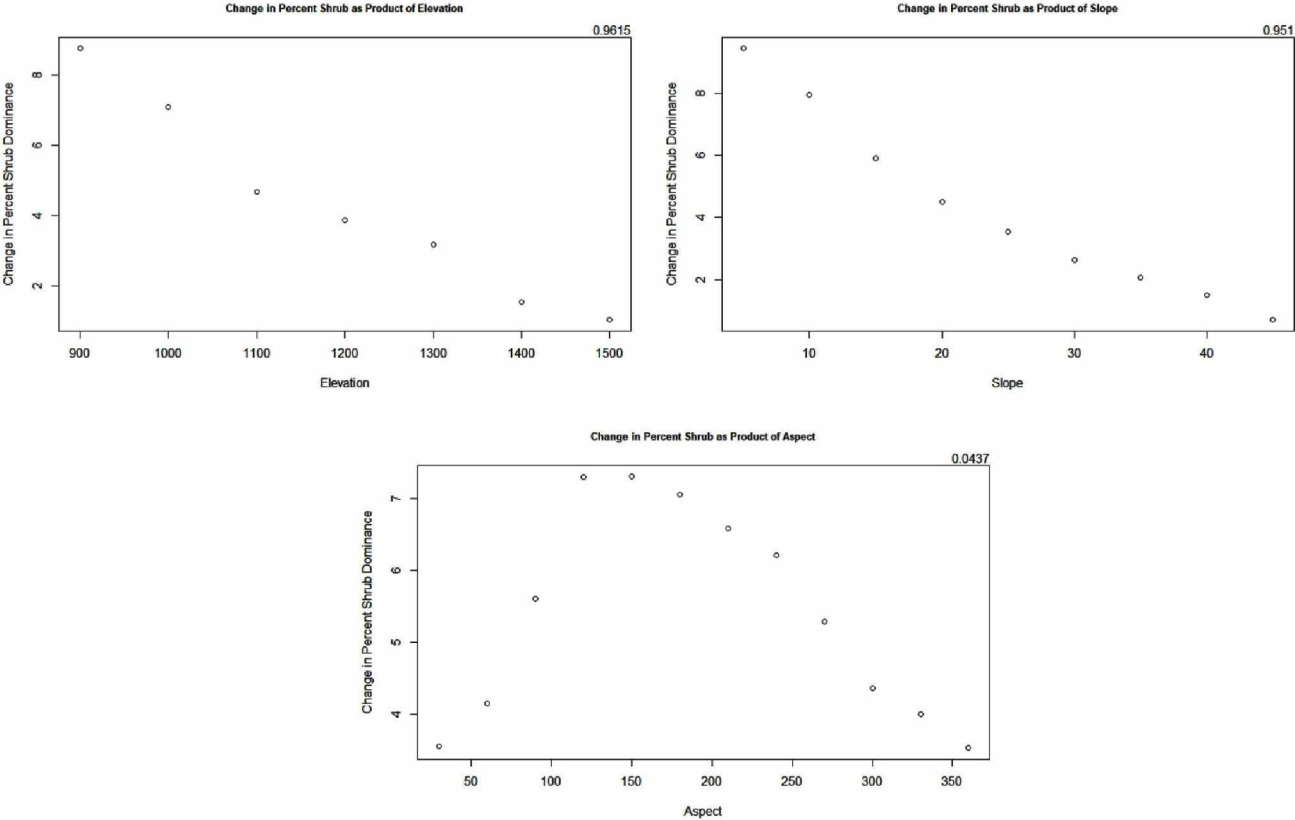 Change in Percent Shrub as Product of Elevation
0.9615
Change in Percent Shrub Dominance
8
6
4
2
900 1000 1100 1200 1300 1400 1500
Elevation
Change in Percent Shrub as Product of Slope
0.951
Change in Percent Shrub Dominance
8
6
4
2
10 20 30 40
Slope
Change in Percent Shrub as Product of Aspect
0.0437
Change in Percent Shrub Dominance
7
6
5
4
50 100 150 200 250 300 350
Aspect